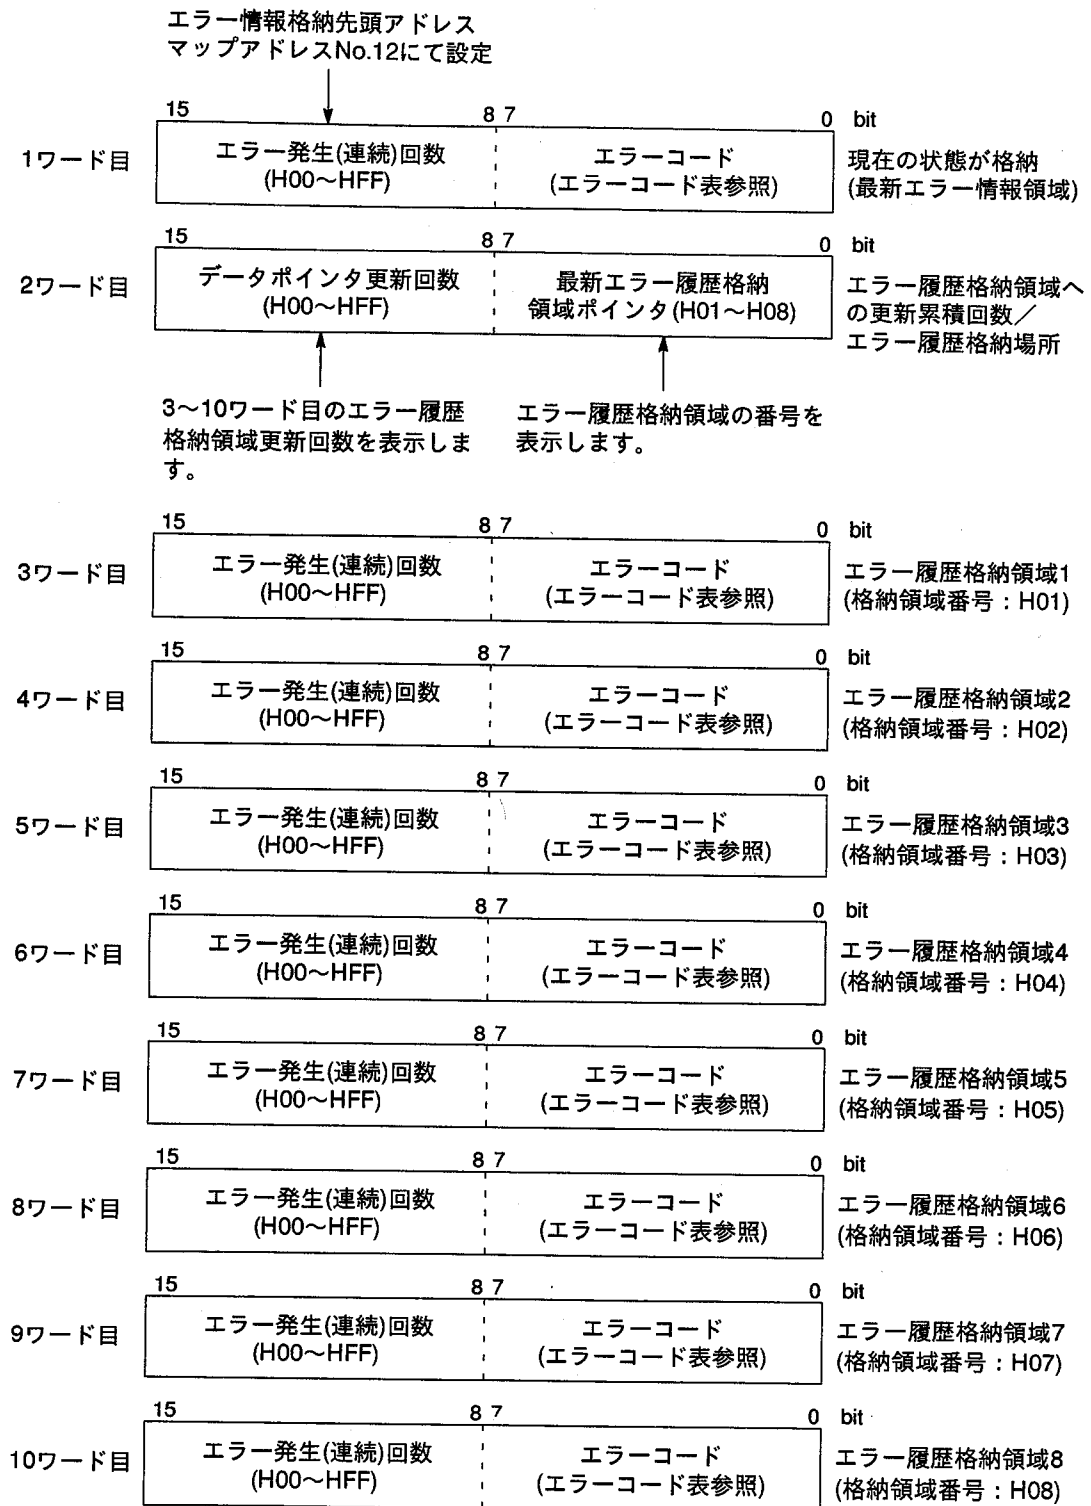 エラー情報格納先頭アドレス
マップアドレスNo.12にて設定
15 8 7 0 bit
1ワード目
エラー発生(連続)回数
(H00～HFF)
エラーコード
(エラーコード表参照)
現在の状態が格納
(最新エラー情報領域)
15 8 7 0 bit
2ワード目
データポインタ更新回数
(H00～HFF)
最新エラー履歴格納
領域ポインタ(H01～H08)
エラー履歴格納領域へ
の更新累積回数／
エラー履歴格納場所
3～10ワード目のエラー履歴
格納領域更新回数を表示しま
す。
エラー履歴格納領域の番号を
表示します。
15 8 7 0 bit
3ワード目
エラー発生(連続)回数
(H00～HFF)
エラーコード
(エラーコード表参照)
エラー履歴格納領域1
(格納領域番号：H01)
15 8 7 0 bit
4ワード目
エラー発生(連続)回数
(H00～HFF)
エラーコード
(エラーコード表参照)
エラー履歴格納領域2
(格納領域番号：H02)
15 8 7 0 bit
5ワード目
エラー発生(連続)回数
(H00～HFF)
エラーコード
(エラーコード表参照)
エラー履歴格納領域3
(格納領域番号：H03)
15 8 7 0 bit
6ワード目
エラー発生(連続)回数
(H00～HFF)
エラーコード
(エラーコード表参照)
エラー履歴格納領域4
(格納領域番号：H04)
15 8 7 0 bit
7ワード目
エラー発生(連続)回数
(H00～HFF)
エラーコード
(エラーコード表参照)
エラー履歴格納領域5
(格納領域番号：H05)
15 8 7 0 bit
8ワード目
エラー発生(連続)回数
(H00～HFF)
エラーコード
(エラーコード表参照)
エラー履歴格納領域6
(格納領域番号：H06)
15 8 7 0 bit
9ワード目
エラー発生(連続)回数
(H00～HFF)
エラーコード
(エラーコード表参照)
エラー履歴格納領域7
(格納領域番号：H07)
15 8 7 0 bit
10ワード目
エラー発生(連続)回数
(H00～HFF)
エラーコード
(エラーコード表参照)
エラー履歴格納領域8
(格納領域番号：H08)